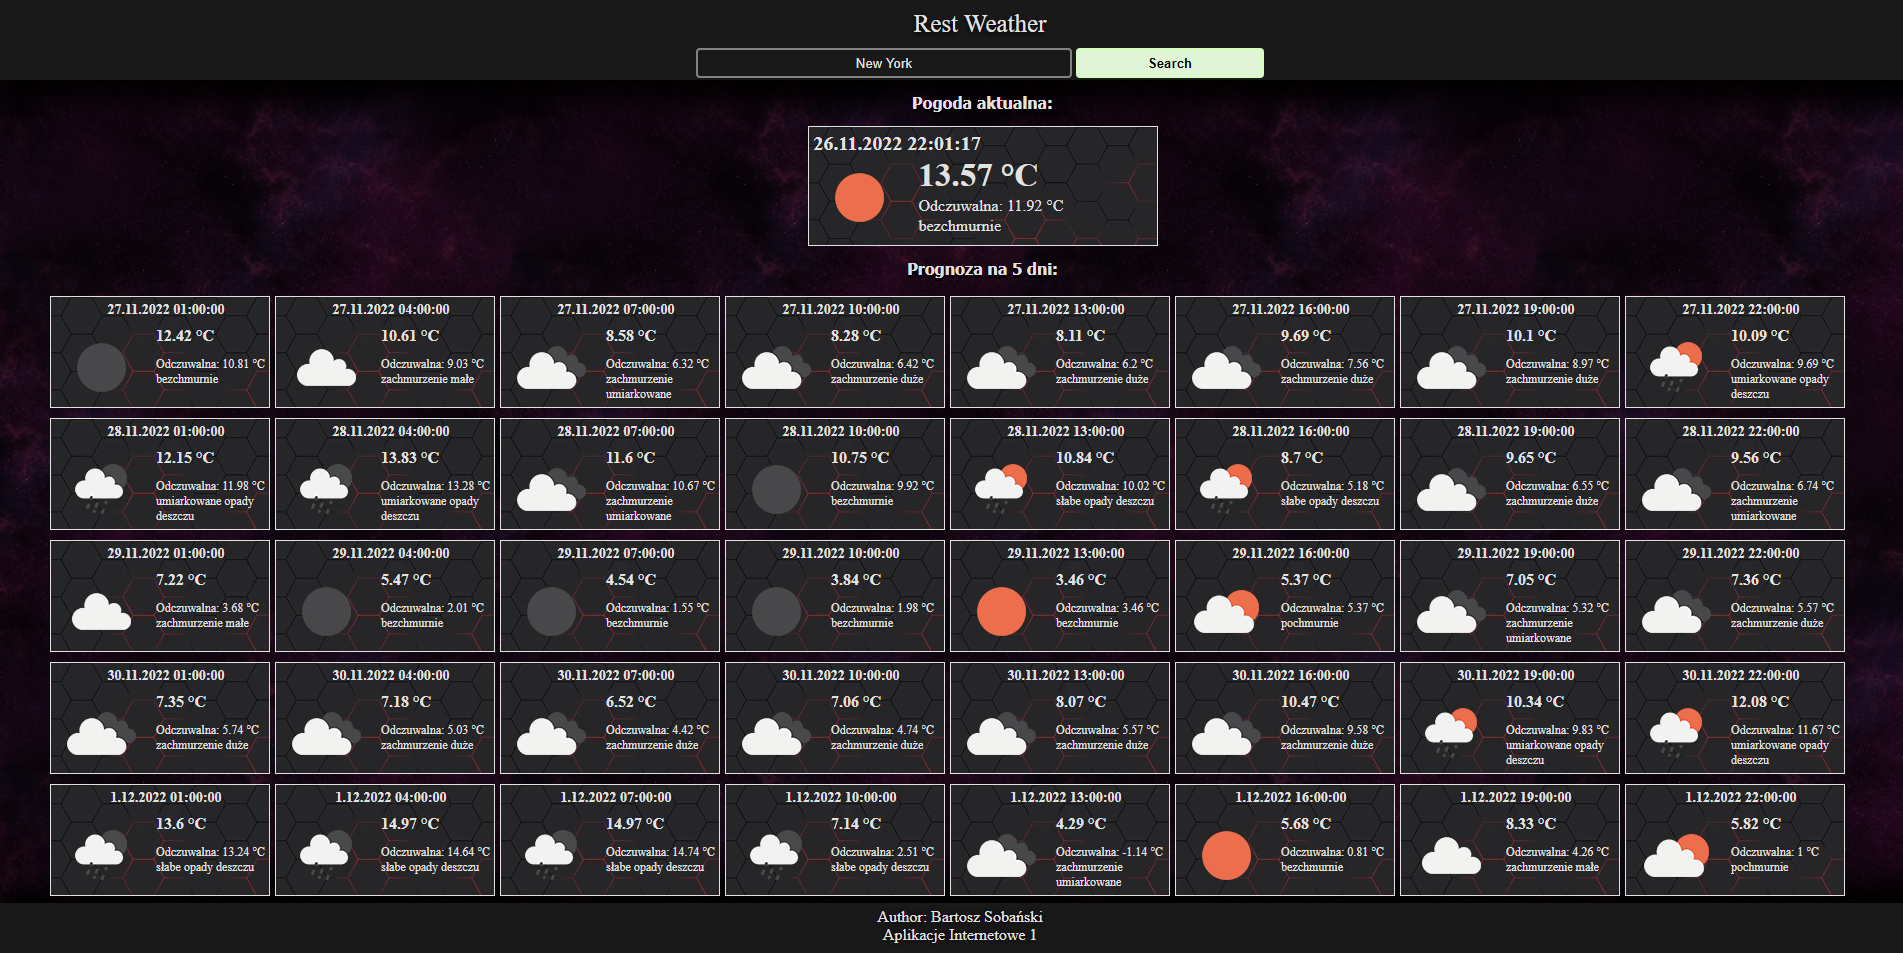 Rest Weather
New York
Search
Pogoda aktualna:
26.11.2022 22:01:17
13.57 °C
Odczuwalna: 11.92 °C
bezchmurnie
Prognoza na 5 dni:
27.11.2022 01:00:00
12.42 °C
Odczuwalna: 10.81 °C
bezchmurnie
27.11.2022 04:00:00
10.61 °C
Odczuwalna: 9.03 °C
zachmurzenie małe
27.11.2022 07:00:00
8.58 °C
Odczuwalna: 6.32 °C
zachmurzenie
umiarkowane
27.11.2022 10:00:00
8.28 °C
Odczuwalna: 6.42 °C
zachmurzenie duże
27.11.2022 13:00:00
8.11 °C
Odczuwalna: 6.2 °C
zachmurzenie duże
27.11.2022 16:00:00
9.69 °C
Odczuwalna: 7.56 °C
zachmurzenie duże
27.11.2022 19:00:00
10.1 °C
Odczuwalna: 8.97 °C
zachmurzenie duże
27.11.2022 22:00:00
10.09 °C
Odczuwalna: 9.69 °C
umiarkowane opady
deszczu
28.11.2022 01:00:00
12.15 °C
Odczuwalna: 11.98 °C
umiarkowane opady
deszczu
28.11.2022 04:00:00
13.83 °C
Odczuwalna: 13.28 °C
umiarkowane opady
deszczu
28.11.2022 07:00:00
11.6 °C
Odczuwalna: 10.67 °C
zachmurzenie
umiarkowane
28.11.2022 10:00:00
10.75 °C
Odczuwalna: 9.92 °C
bezchmurnie
28.11.2022 13:00:00
10.84 °C
Odczuwalna: 10.02 °C
słabe opady deszczu
28.11.2022 16:00:00
8.7 °C
Odczuwalna: 5.18 °C
słabe opady deszczu
28.11.2022 19:00:00
9.65 °C
Odczuwalna: 6.55 °C
zachmurzenie duże
28.11.2022 22:00:00
9.56 °C
Odczuwalna: 6.74 °C
zachmurzenie
umiarkowane
29.11.2022 01:00:00
7.22 °C
Odczuwalna: 3.68 °C
zachmurzenie małe
29.11.2022 04:00:00
5.47 °C
Odczuwalna: 2.01 °C
bezchmurnie
29.11.2022 07:00:00
4.54 °C
Odczuwalna: 1.55 °C
bezchmurnie
29.11.2022 10:00:00
3.84 °C
Odczuwalna: 1.98 °C
bezchmurnie
29.11.2022 13:00:00
3.46 °C
Odczuwalna: 3.46 °C
bezchmurnie
29.11.2022 16:00:00
5.37 °C
Odczuwalna: 5.37 °C
pochmurnie
29.11.2022 19:00:00
7.05 °C
Odczuwalna: 5.32 °C
zachmurzenie
umiarkowane
29.11.2022 22:00:00
7.36 °C
Odczuwalna: 5.57 °C
zachmurzenie duże
30.11.2022 01:00:00
7.35 °C
Odczuwalna: 5.74 °C
zachmurzenie duże
30.11.2022 04:00:00
7.18 °C
Odczuwalna: 5.03 °C
zachmurzenie duże
30.11.2022 07:00:00
6.52 °C
Odczuwalna: 4.42 °C
zachmurzenie duże
30.11.2022 10:00:00
7.06 °C
Odczuwalna: 4.74 °C
zachmurzenie duże
30.11.2022 13:00:00
8.07 °C
Odczuwalna: 5.57 °C
zachmurzenie duże
30.11.2022 16:00:00
10.47 °C
Odczuwalna: 9.58 °C
zachmurzenie duże
30.11.2022 19:00:00
10.34 °C
Odczuwalna: 9.83 °C
umiarkowane opady
deszczu
30.11.2022 22:00:00
12.08 °C
Odczuwalna: 11.67 °C
umiarkowane opady
deszczu
1.12.2022 01:00:00
13.6 °C
Odczuwalna: 13.24 °C
słabe opady deszczu
1.12.2022 04:00:00
14.97 °C
Odczuwalna: 14.64 °C
słabe opady deszczu
1.12.2022 07:00:00
14.97 °C
Odczuwalna: 14.74 °C
słabe opady deszczu
1.12.2022 10:00:00
7.14 °C
Odczuwalna: 2.51 °C
słabe opady deszczu
1.12.2022 13:00:00
4.29 °C
Odczuwalna: -1.14 °C
zachmurzenie
umiarkowane
1.12.2022 16:00:00
5.68 °C
Odczuwalna: 0.81 °C
bezchmurnie
1.12.2022 19:00:00
8.33 °C
Odczuwalna: 4.26 °C
zachmurzenie małe
1.12.2022 22:00:00
5.82 °C
Odczuwalna: 1 °C
pochmurnie
Author: Bartosz Sobański
Aplikacje Internetowe 1